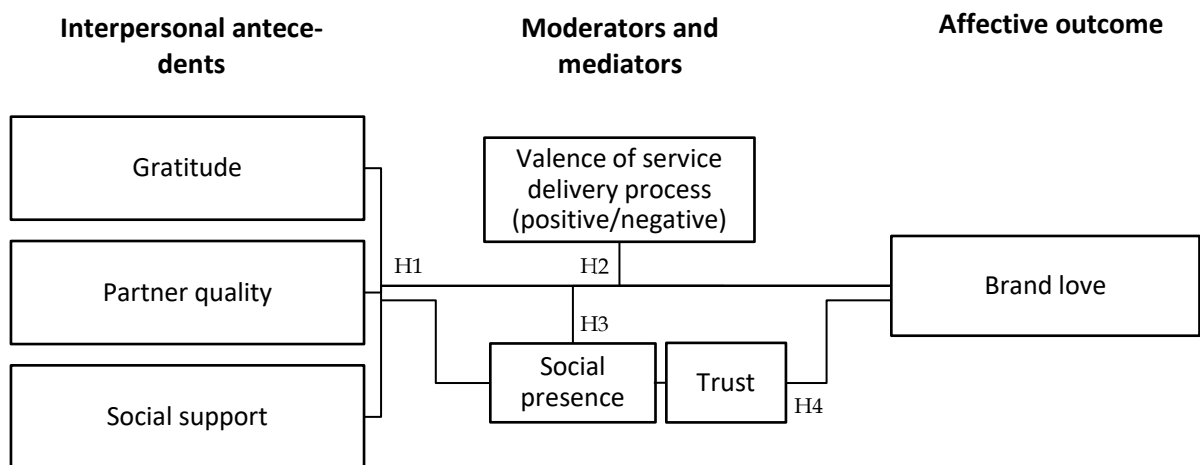 Interpersonal antece-
dents
Moderators and
mediators
Affective outcome
Gratitude
Partner quality
Social support
H1
Valence of service
delivery process
(positive/negative)
H2
H3
Social
presence
Trust
H4
Brand love